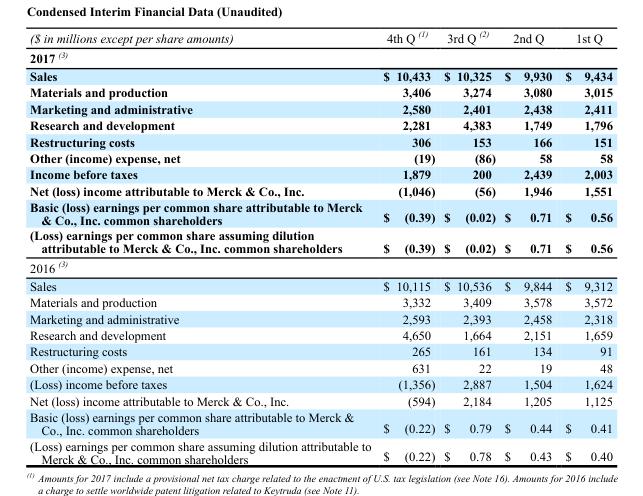 Condensed Interim Financial Data (Unaudited)
($ in millions except per share amounts) 4th Q (1) 3rd Q (2) 2nd Q 1st Q
2017 (3)
Sales $ 10,433 $ 10,325 $ 9,930 $ 9,434
Materials and production 3,406 3,274 3,080 3,015
Marketing and administrative 2,580 2,401 2,438 2,411
Research and development 2,281 4,383 1,749 1,796
Restructuring costs 306 153 166 151
Other (income) expense, net (19) (86) 58 58
Income before taxes 1,879 200 2,439 2,003
Net (loss) income attributable to Merck & Co., Inc. (1,046) (56) 1,946 1,551
Basic (loss) earnings per common share attributable to Merck
& Co., Inc. common shareholders $ (0.39) $ (0.02) $ 0.71 $ 0.56
(Loss) earnings per common share assuming dilution
attributable to Merck & Co., Inc. common shareholders $ (0.39) $ (0.02) $ 0.71 $ 0.56
2016 (3)
Sales $ 10,115 $ 10,536 $ 9,844 $ 9,312
Materials and production 3,332 3,409 3,578 3,572
Marketing and administrative 2,593 2,393 2,458 2,318
Research and development 4,650 1,664 2,151 1,659
Restructuring costs 265 161 134 91
Other (income) expense, net 631 22 19 48
(Loss) income before taxes (1,356) 2,887 1,504 1,624
Net (loss) income attributable to Merck & Co., Inc. (594) 2,184 1,205 1,125
Basic (loss) earnings per common share attributable to Merck &
Co., Inc. common shareholders $ (0.22) $ 0.79 $ 0.44 $ 0.41
(Loss) earnings per common share assuming dilution attributable to
Merck & Co., Inc. common shareholders $ (0.22) $ 0.78 $ 0.43 $ 0.40
(1) Amounts for 2017 include a provisional net tax charge related to the enactment of U.S. tax legislation (see Note 16). Amounts for 2016 include
a charge to settle worldwide patent litigation related to Keytruda (see Note 11).